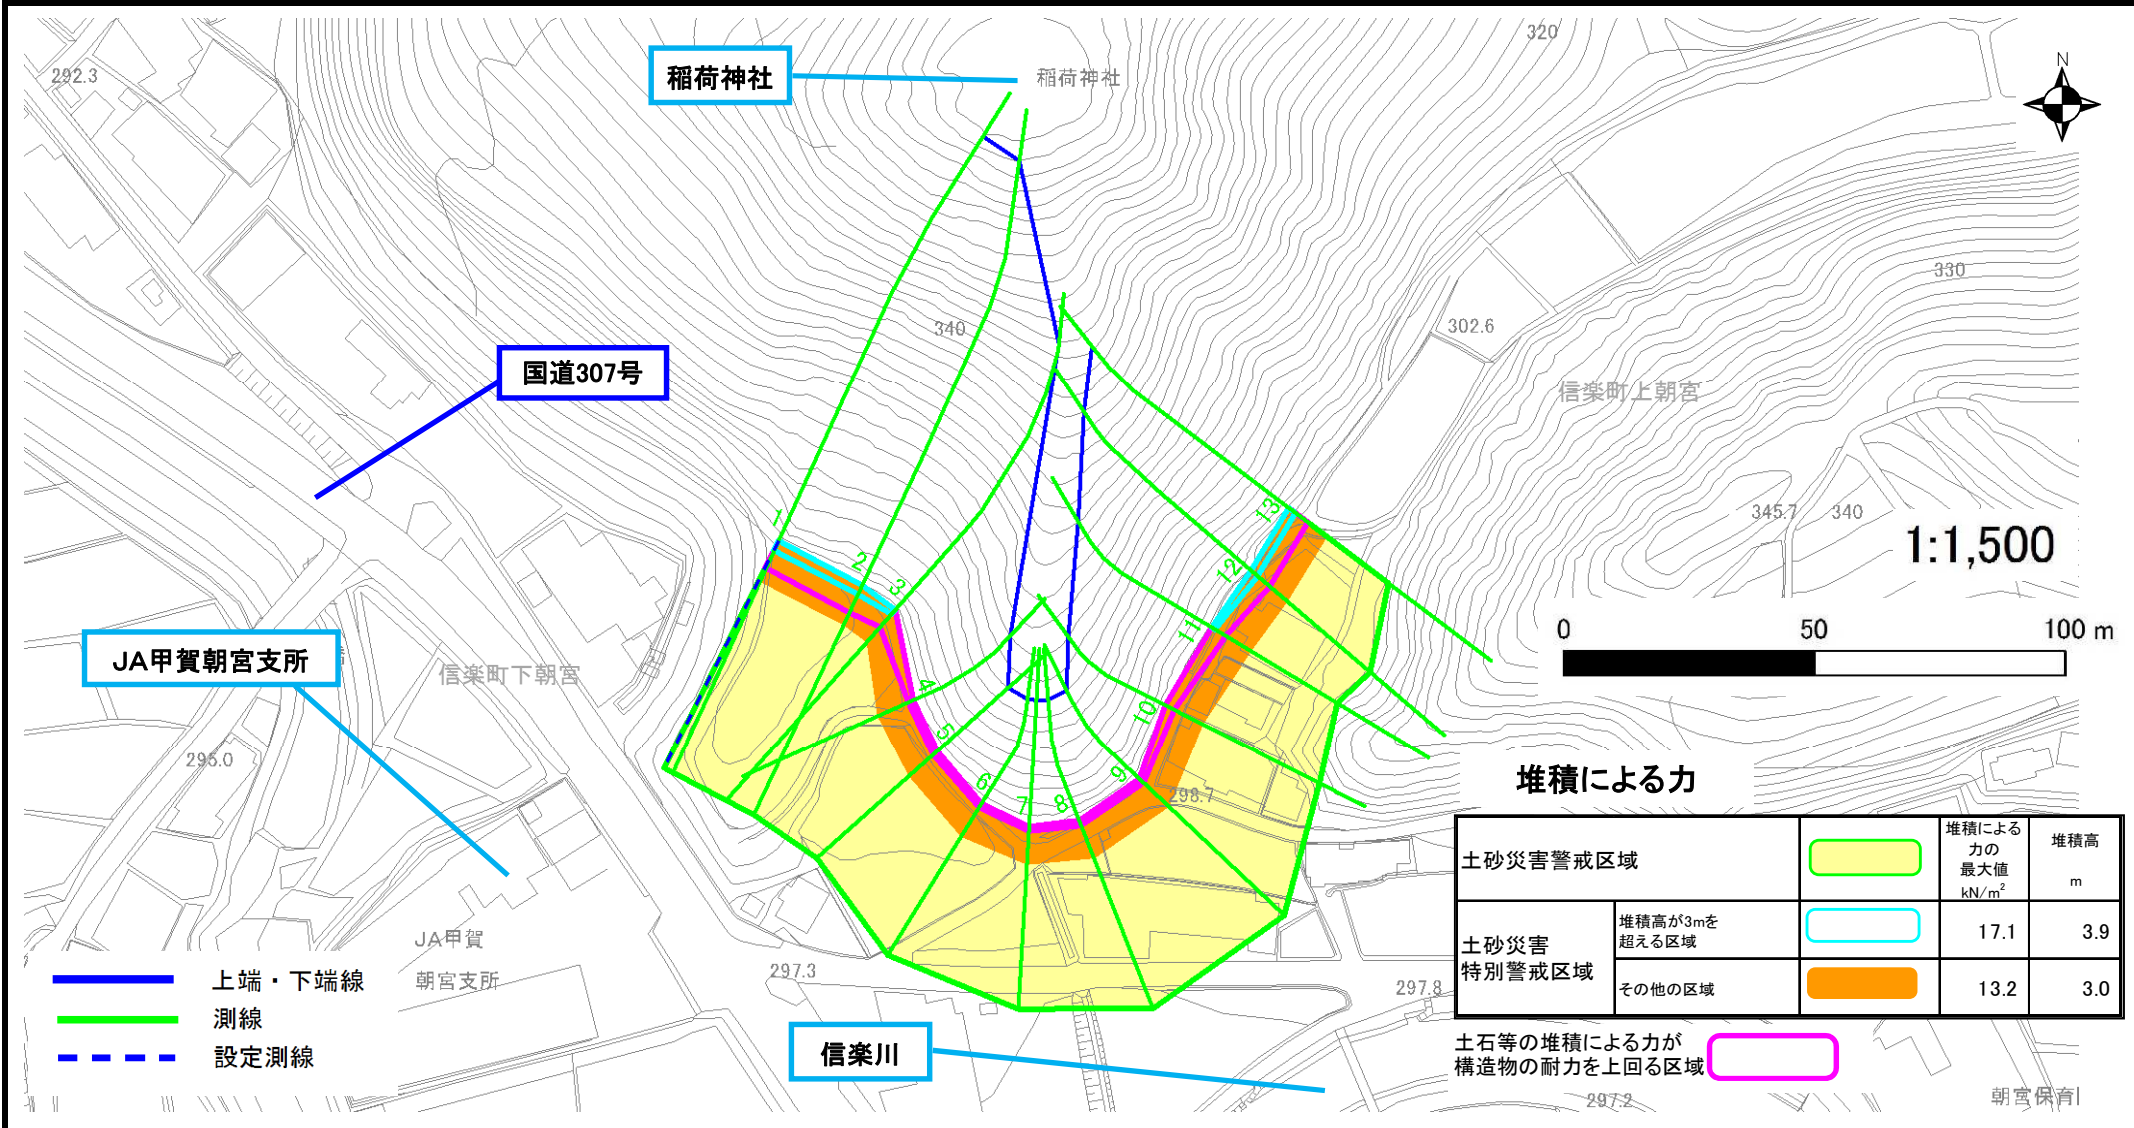 292.3
稲荷神社
稲荷神社
320
N
340
330
302.6
国道307号
信楽町上朝宮
345.7
340
1:1,500
0 50 100 m
1
2
3
4
5
6
7
8
9
10
11
12
13
JA甲賀朝宮支所
信楽町下朝宮
295.0
298.7
堆積による力
堆積による
力の
最大値
kN/m²
堆積高
m
土砂災害警戒区域
土砂災害
特別警戒区域
堆積高が3mを
超える区域
17.1
3.9
その他の区域
13.2
3.0
土石等の堆積による力が
構造物の耐力を上回る区域
JA甲賀
朝宮支所
297.3
297.8
上端・下端線
測線
設定測線
信楽川
297.2
朝宮保育